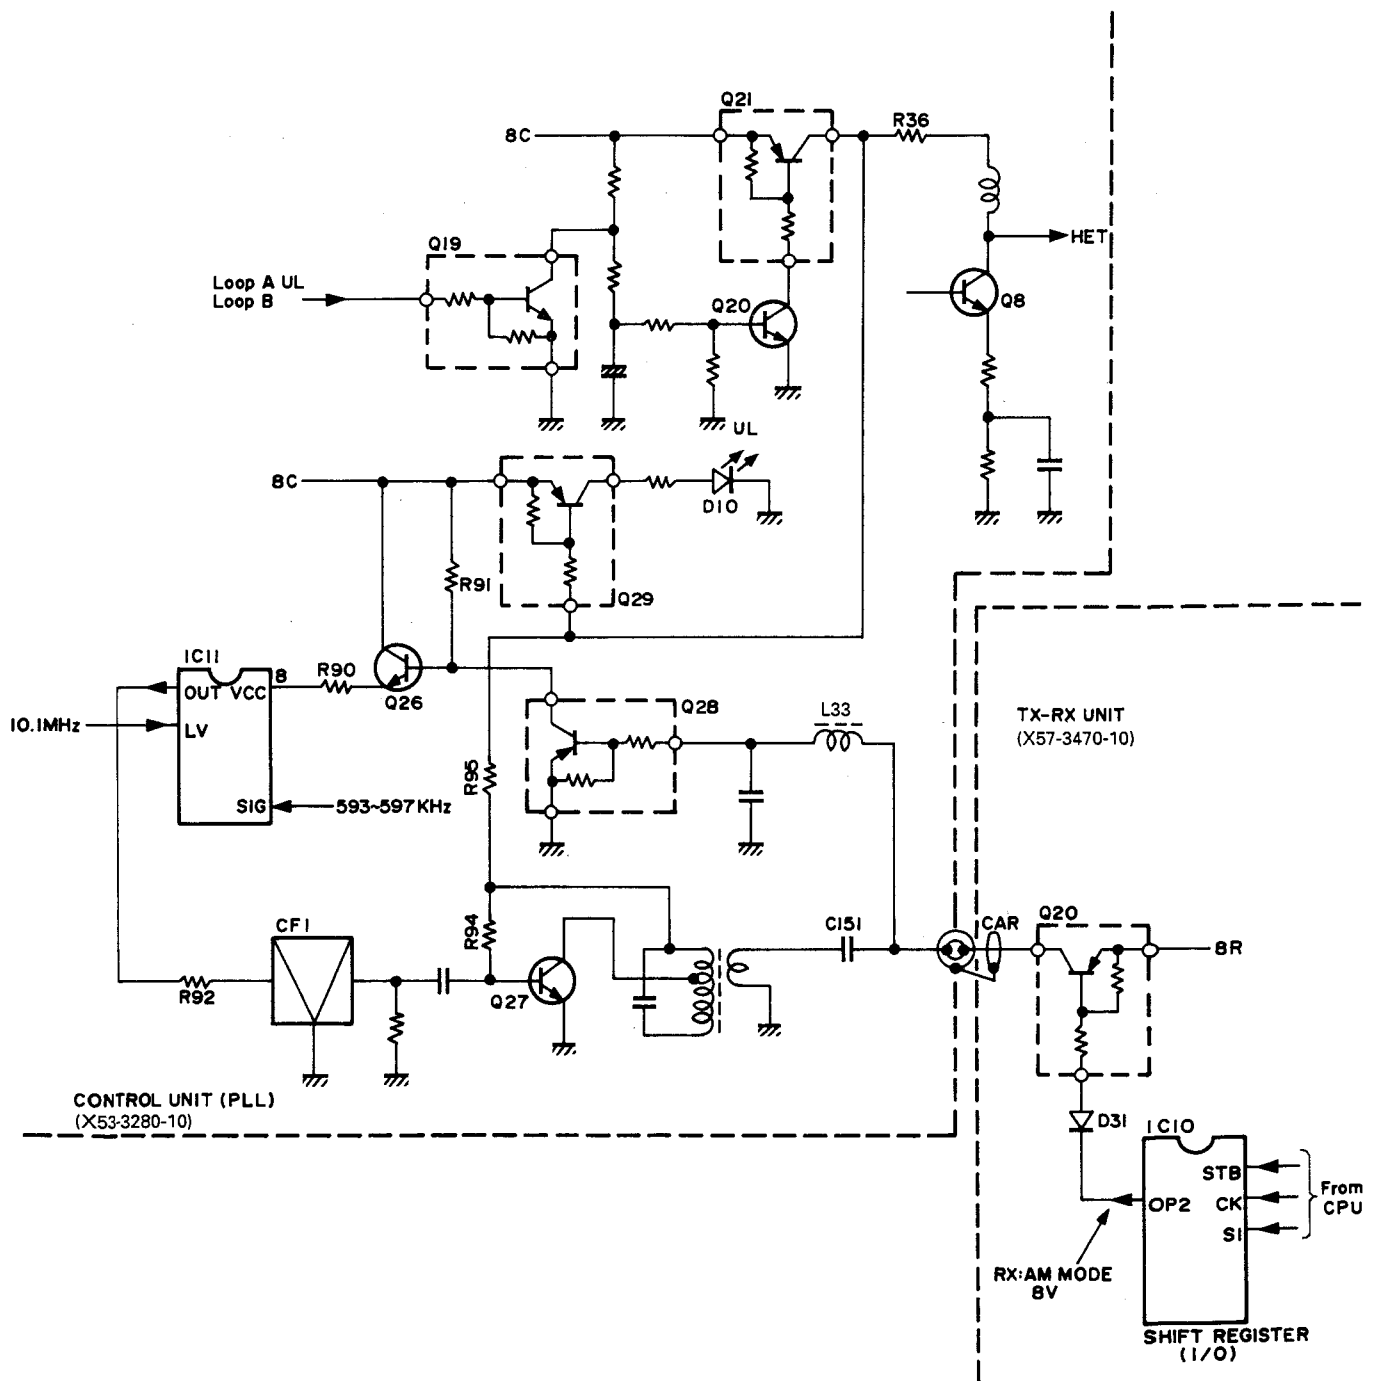 Q21
8C
R36
Q19
HET
Loop A UL
Loop B
Q20
Q8
UL
8C
D10
R91
Q29
IC11
R90
8
OUT VCC
Q26
Q28
L33
10.1MHz
LV
TX-RX UNIT
(X57-3470-10)
R95
SIG
593~597KHz
CF1
R94
C151
CAR
Q20
8R
R92
Q27
CONTROL UNIT (PLL)
(X53-3280-10)
D31
IC10
STB
From
CPU
OP2
CK
SI
RX:AM MODE
8V
SHIFT REGISTER
(I/O)